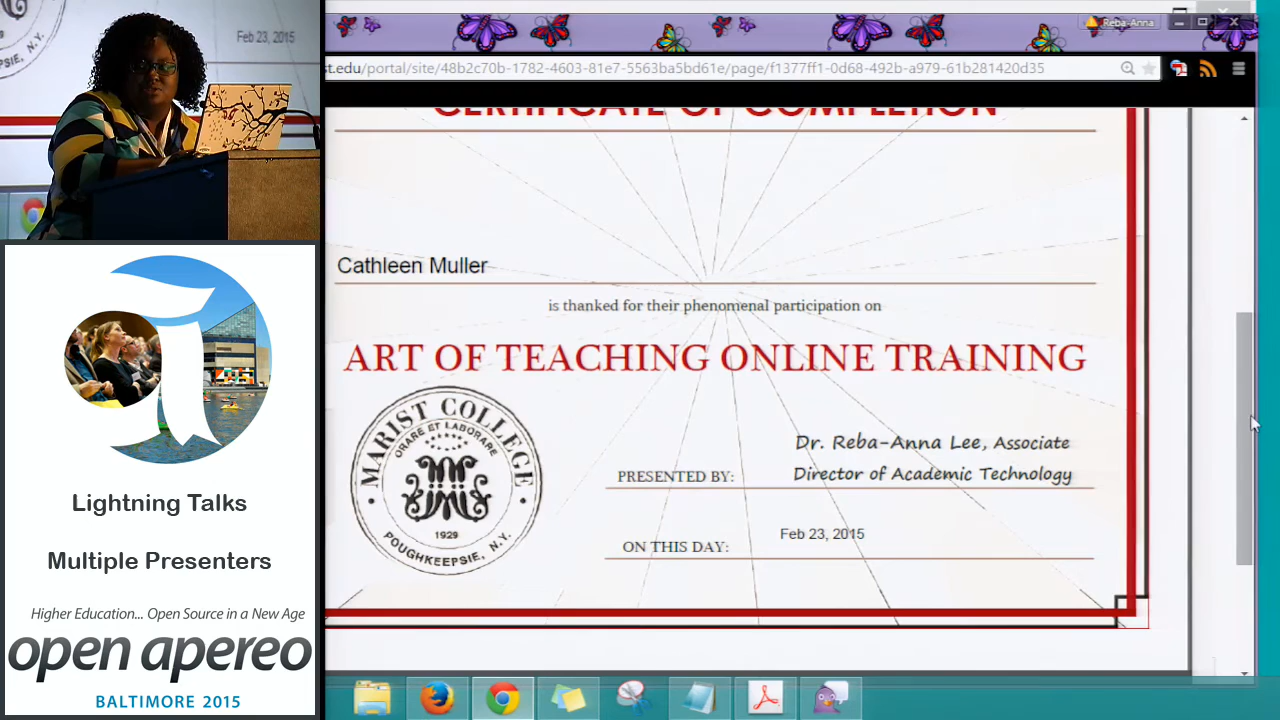 Feb 23, 2015
Reba-Anna
st.edu/portal/site/48b2c70b-1782-4603-81e7-5563ba5bd61e/page/f1377ff1-0d68-492b-a979-61b281420d35
CERTIFICATE OF COMPLETION
Cathleen Muller
is thanked for their phenomenal participation on
ART OF TEACHING ONLINE TRAINING
MARIST COLLEGE
ORARE ET LABORARE
1929
POUGHKEEPSIE, N.Y.
Dr. Reba-Anna Lee, Associate
PRESENTED BY: Director of Academic Technology
ON THIS DAY: Feb 23, 2015
Lightning Talks
Multiple Presenters
Higher Education... Open Source in a New Age
open apereo
BALTIMORE 2015